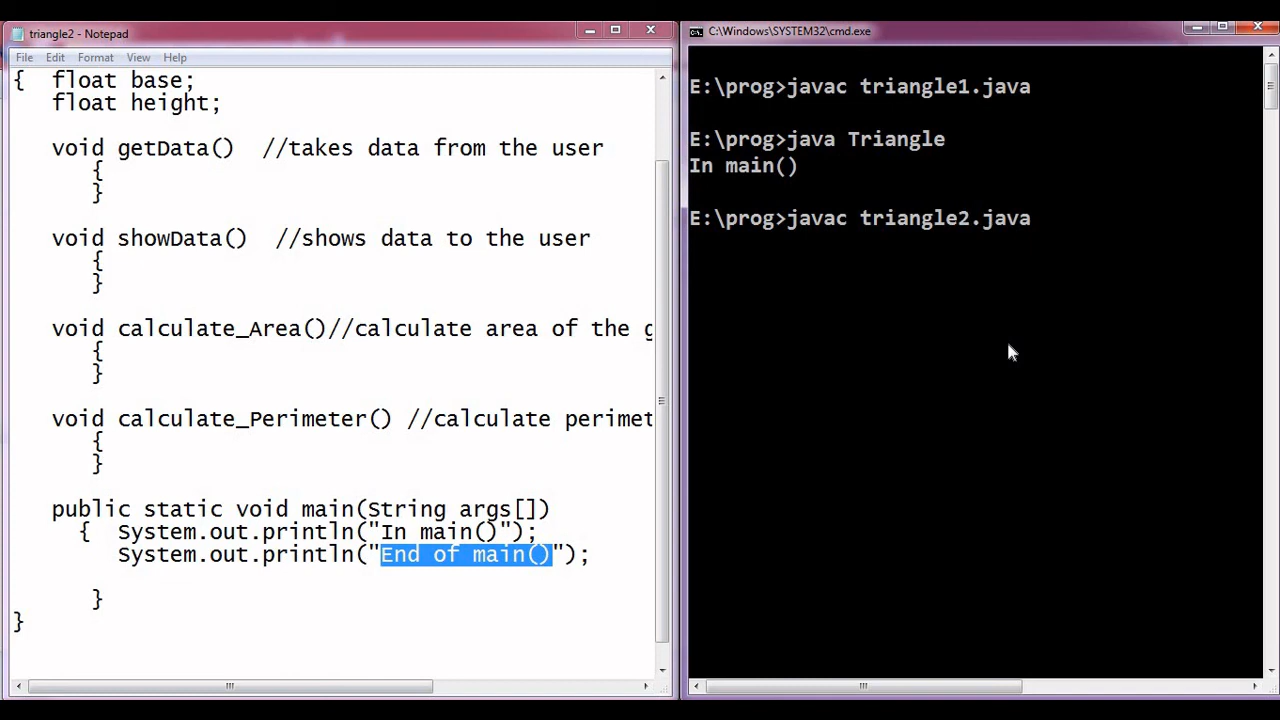 triangle2 - Notepad
File Edit Format View Help
{  float base;
float height;
void getData()  //takes data from the user
{
}
void showData()  //shows data to the user
{
}
void calculate_Area()//calculate area of the
{
}
void calculate_Perimeter() //calculate perimet
{
}
public static void main(String args[])
{  System.out.println("In main()");
System.out.println("End of main()");
}
}
C:\Windows\SYSTEM32\cmd.exe
E:\prog>javac triangle1.java
E:\prog>java Triangle
In main()
E:\prog>javac triangle2.java